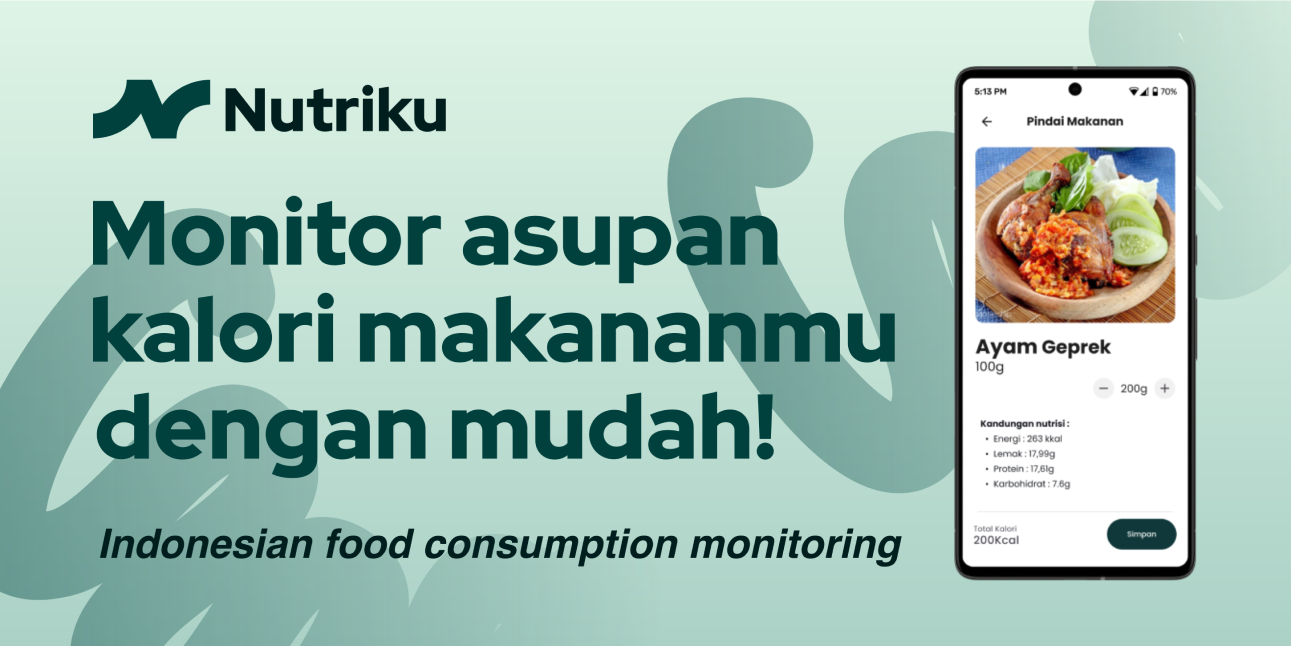 Nutriku
Monitor asupan
kalori makananmu
dengan mudah!
Indonesian food consumption monitoring
5:13 PM
70%
Pindai Makanan
Ayam Geprek
100g
200g
Kandungan nutrisi :
• Energi : 263 kkal
• Lemak : 17,99g
• Protein : 17,61g
• Karbohidrat : 7.6g
Total Kalori
200Kcal
Simpan